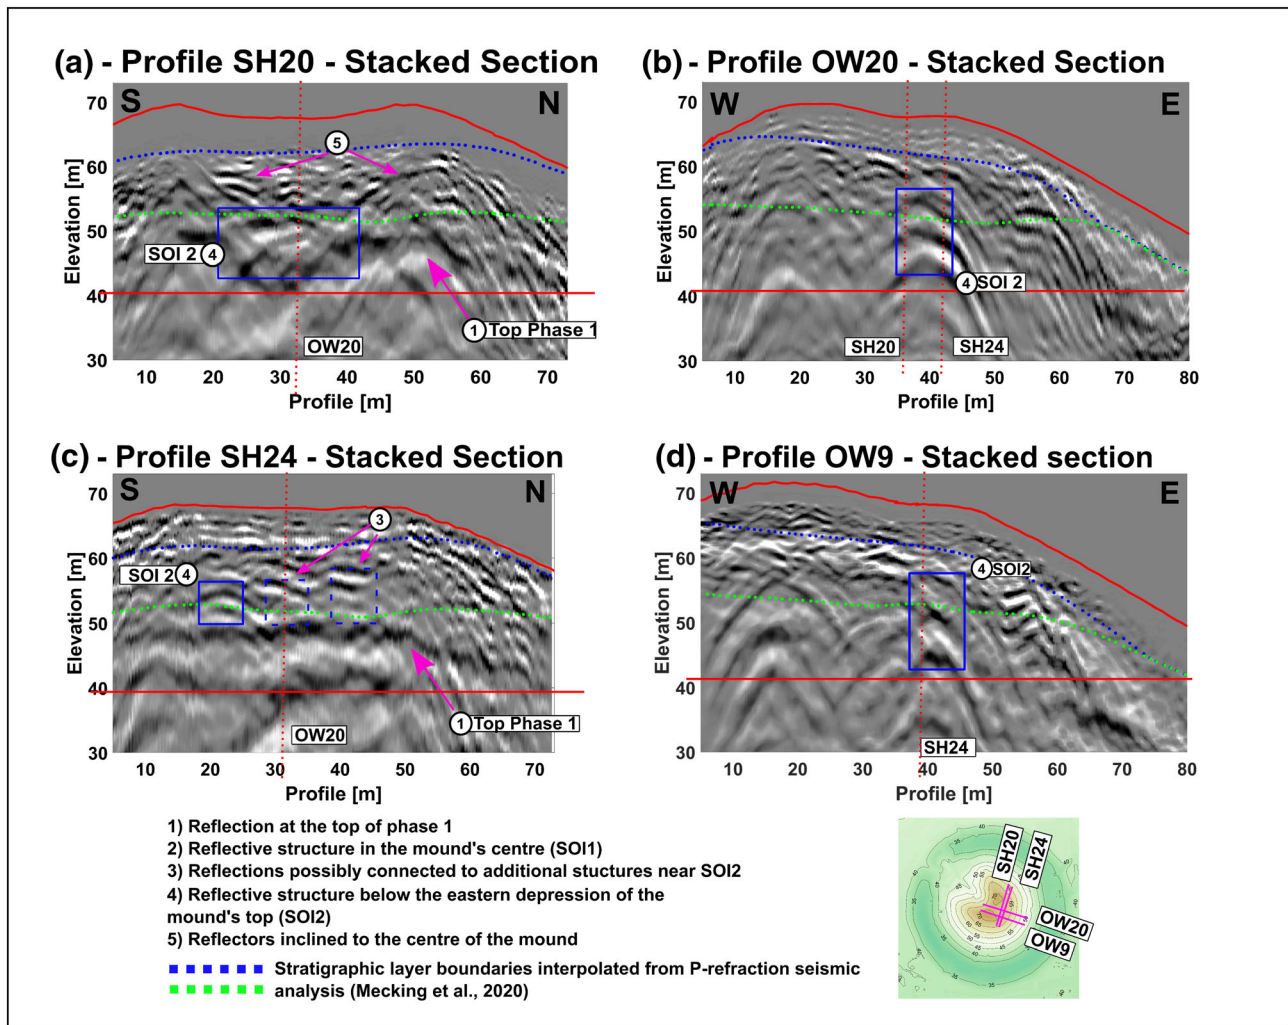 (a) - Profile SH20 - Stacked Section
S
N
70
60
50
40
30
Elevation [m]
5
SOI 2
4
1
Top Phase 1
OW20
10
20
30
40
50
60
70
Profile [m]
(b) - Profile OW20 - Stacked Section
W
E
70
60
50
40
30
Elevation [m]
4
SOI 2
SH20
SH24
10
20
30
40
50
60
70
80
Profile [m]
(c) - Profile SH24 - Stacked Section
S
N
70
60
50
40
30
Elevation [m]
3
SOI 2
4
1
Top Phase 1
OW20
10
20
30
40
50
60
70
Profile [m]
(d) - Profile OW9 - Stacked section
W
E
70
60
50
40
30
Elevation [m]
4
SOI2
SH24
10
20
30
40
50
60
70
80
Profile [m]
1) Reflection at the top of phase 1
2) Reflective structure in the mound's centre (SOI1)
3) Reflections possibly connected to additional stuctures near SOI2
4) Reflective structure below the eastern depression of the
mound's top (SOI2)
5) Reflectors inclined to the centre of the mound
Stratigraphic layer boundaries interpolated from P-refraction seismic
analysis (Mecking et al., 2020)
SH20
SH24
OW20
OW9